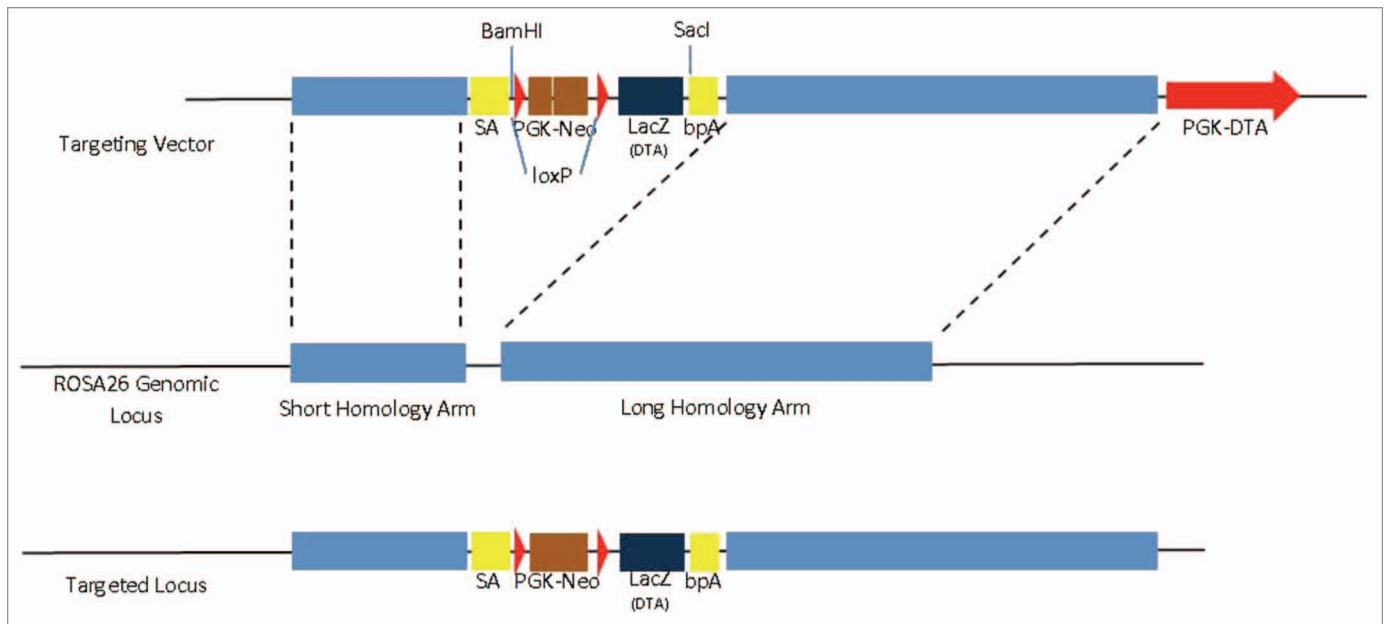 BamHI
SacI
SA
PGK-Neo
LacZ
bpA
(DTA)
PGK-DTA
Targeting Vector
loxP
ROSA26 Genomic
Locus
Short Homology Arm
Long Homology Arm
SA
PGK-Neo
LacZ
bpA
(DTA)
Targeted Locus